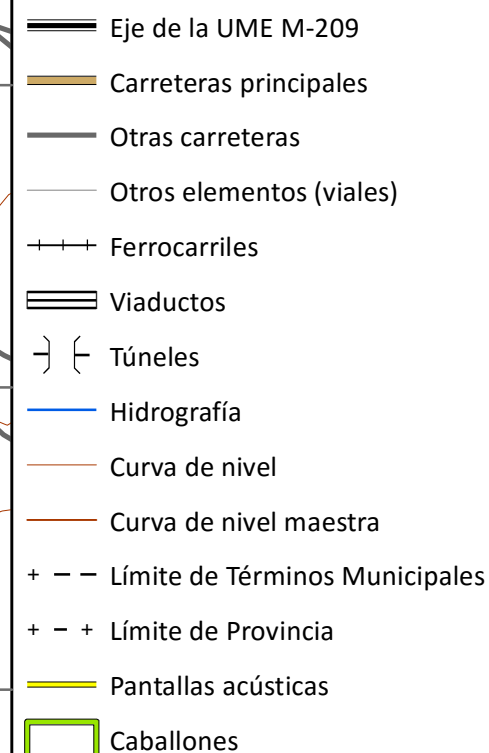 Eje de la UME M-209
Carreteras principales
Otras carreteras
Otros elementos (viales)
Ferrocarriles
Viaductos
Túneles
Hidrografía
Curva de nivel
Curva de nivel maestra
Límite de Términos Municipales
Límite de Provincia
Pantallas acústicas
Caballones